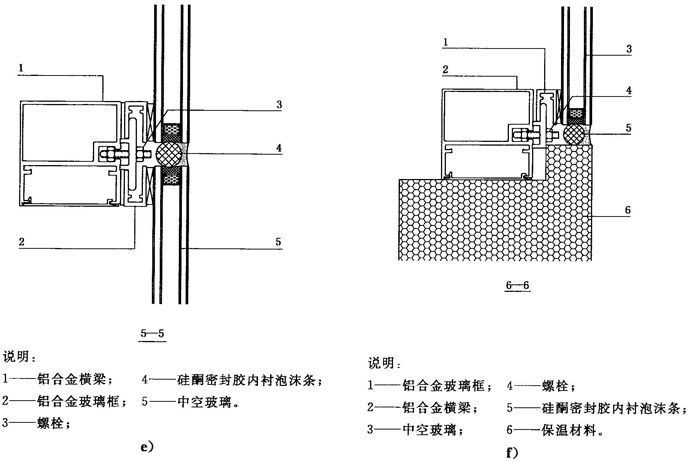 1
2
3
4
5
5—5
说明:
1——铝合金横梁; 4——硅酮密封胶内衬泡沫条;
2——铝合金玻璃框; 5——中空玻璃。
3——螺栓;
e)
1
2
3
4
5
6
6—6
说明:
1——铝合金玻璃框; 4——螺栓;
2——铝合金横梁; 5——硅酮密封胶内衬泡沫条;
3——中空玻璃; 6——保温材料。
f)